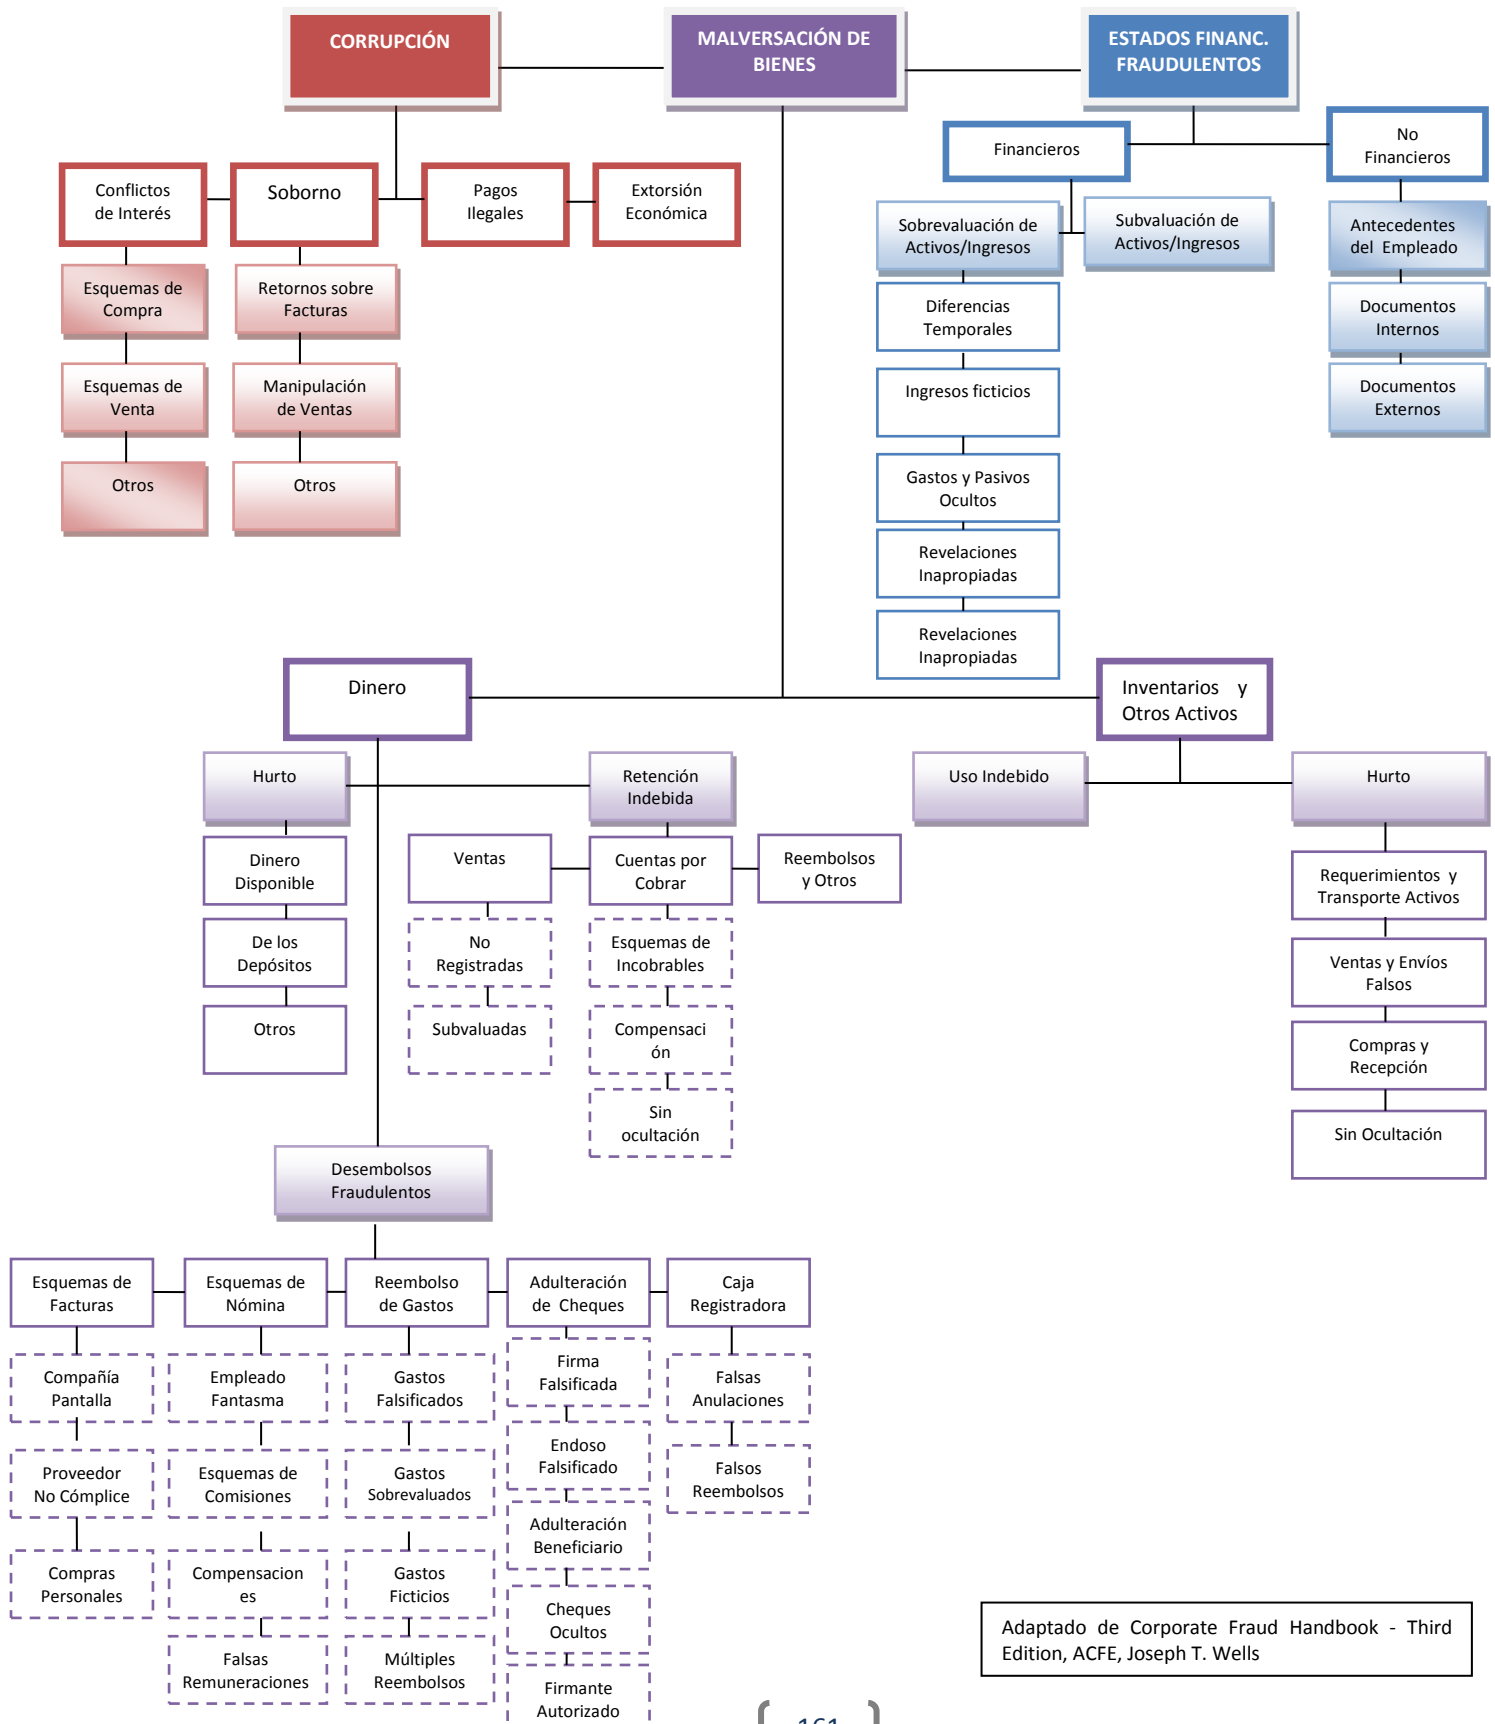 CORRUPCIÓN
MALVERSACIÓN DE
BIENES
ESTADOS FINANC.
FRAUDULENTOS
Conflictos
de Interés
Soborno
Pagos
Ilegales
Extorsión
Económica
Esquemas de
Compra
Retornos sobre
Facturas
Esquemas de
Venta
Manipulación
de Ventas
Otros
Otros
Financieros
No
Financieros
Sobrevaluación de
Activos/Ingresos
Subvaluación de
Activos/Ingresos
Antecedentes
del Empleado
Diferencias
Temporales
Documentos
Internos
Ingresos ficticios
Documentos
Externos
Gastos y Pasivos
Ocultos
Revelaciones
Inapropiadas
Revelaciones
Inapropiadas
Dinero
Inventarios y
Otros Activos
Hurto
Retención
Indebida
Uso Indebido
Hurto
Dinero
Disponible
Ventas
Cuentas por
Cobrar
Reembolsos
y Otros
Requerimientos y
Transporte Activos
De los
Depósitos
No
Registradas
Esquemas de
Incobrables
Ventas y Envíos
Falsos
Otros
Subvaluadas
Compensaci
ón
Compras y
Recepción
Sin
ocultación
Sin Ocultación
Desembolsos
Fraudulentos
Esquemas de
Facturas
Esquemas de
Nómina
Reembolso
de Gastos
Adulteración
de Cheques
Caja
Registradora
Compañía
Pantalla
Empleado
Fantasma
Gastos
Falsificados
Firma
Falsificada
Falsas
Anulaciones
Proveedor
No Cómplice
Esquemas de
Comisiones
Gastos
Sobrevaluados
Endoso
Falsificado
Falsos
Reembolsos
Compras
Personales
Compensacion
es
Gastos
Ficticios
Adulteración
Beneficiario
Falsas
Remuneraciones
Múltiples
Reembolsos
Cheques
Ocultos
Firmante
Autorizado
Adaptado de Corporate Fraud Handbook - Third
Edition, ACFE, Joseph T. Wells
161